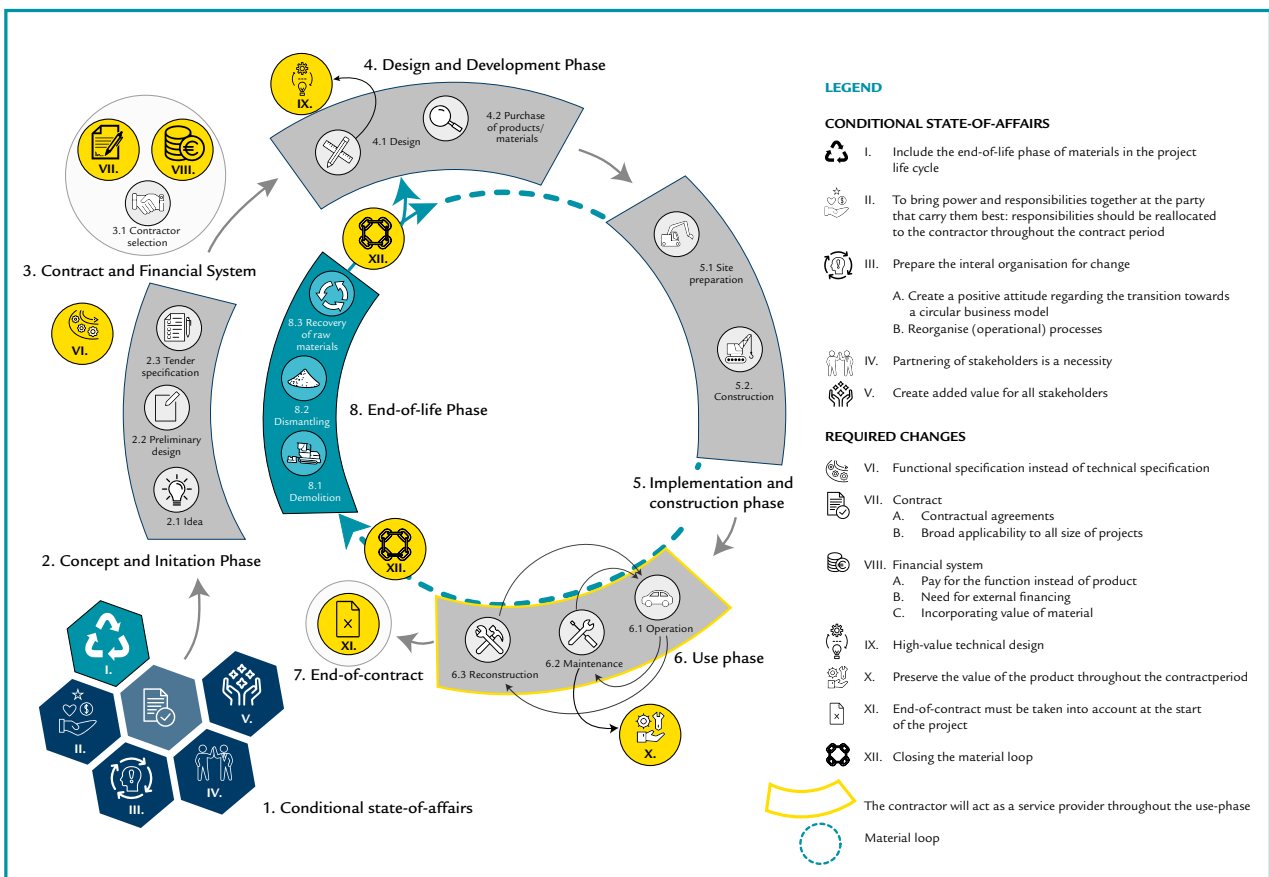 4. Design and Development Phase
IX.
4.1 Design
4.2 Purchase
of products/
materials
VII.
VIII.
3.1 Contractor
selection
3. Contract and Financial System
VI.
2.3 Tender
specification
2.2 Preliminary
design
2.1 Idea
2. Concept and Initation Phase
XII.
8.3 Recovery
of raw
materials
8.2
Dismantling
8.1
Demolition
8. End-of-life Phase
5.1 Site
preparation
5.2.
Construction
5. Implementation and
construction phase
XII.
6.1 Operation
6.2 Maintenance
6.3 Reconstruction
6. Use phase
X.
XI.
7. End-of-contract
I.
II.
III.
IV.
V.
1. Conditional state-of-affairs
LEGEND
CONDITIONAL STATE-OF-AFFAIRS
I. Include the end-of-life phase of materials in the project
life cycle
II. To bring power and responsibilities together at the party
that carry them best: responsibilities should be reallocated
to the contractor throughout the contract period
III. Prepare the interal organisation for change
A. Create a positive attitude regarding the transition towards
a circular business model
B. Reorganise (operational) processes
IV. Partnering of stakeholders is a necessity
V. Create added value for all stakeholders
REQUIRED CHANGES
VI. Functional specification instead of technical specification
VII. Contract
A. Contractual agreements
B. Broad applicability to all size of projects
VIII. Financial system
A. Pay for the function instead of product
B. Need for external financing
C. Incorporating value of material
IX. High-value technical design
X. Preserve the value of the product throughout the contractperiod
XI. End-of-contract must be taken into account at the start
of the project
XII. Closing the material loop
The contractor will act as a service provider throughout the use-phase
Material loop